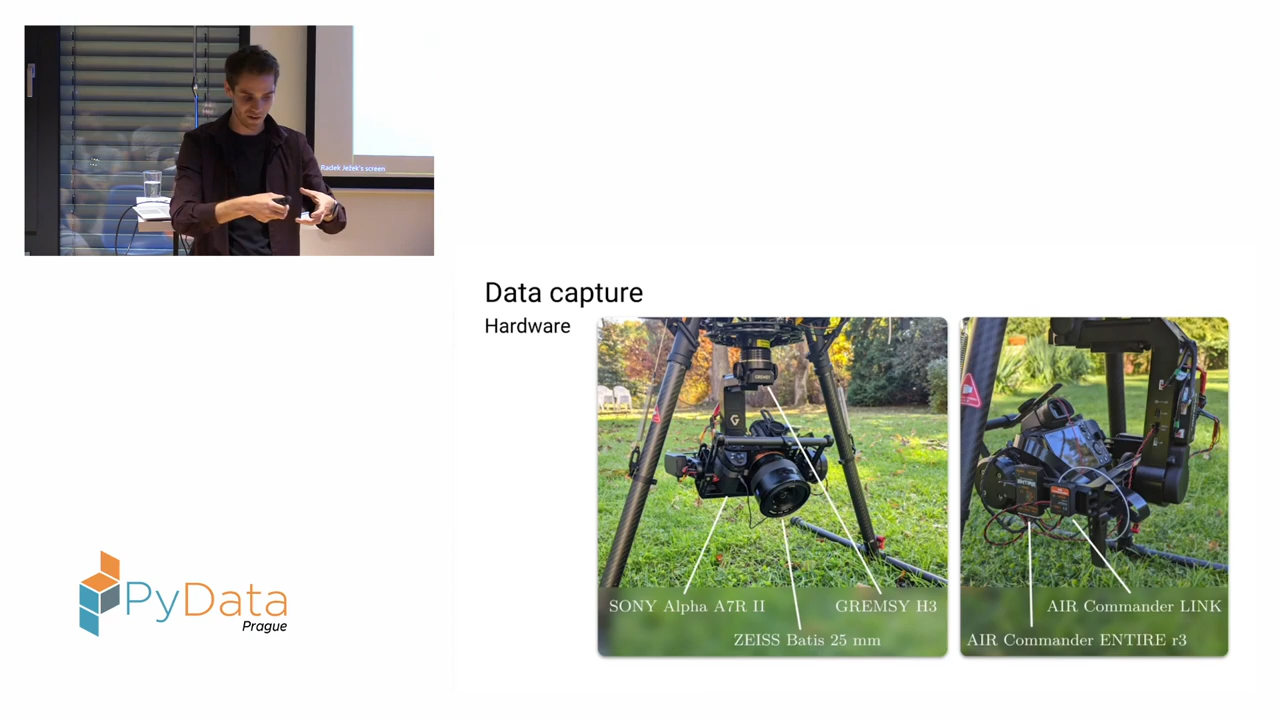 Radek Ježek's screen
Data capture
Hardware
SONY Alpha A7R II
GREMSY H3
ZEISS Batis 25 mm
AIR Commander LINK
AIR Commander ENTIRE r3
PyData
Prague